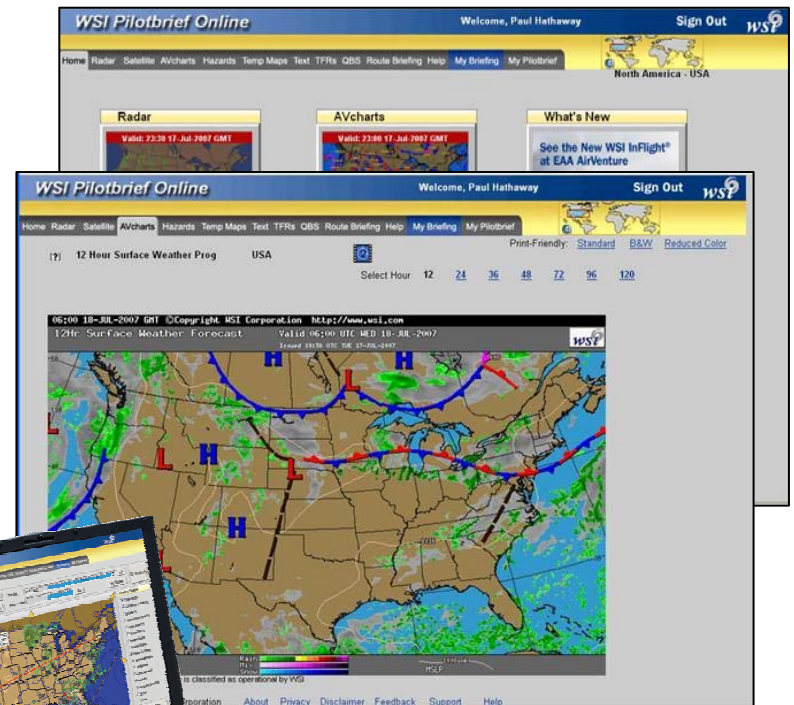 WSI Pilotbrief Online Welcome, Paul Hathaway Sign Out WSI
Home Radar Satellite AVcharts Hazards Temp Maps Text TFRs QBS Route Briefing Help My Briefing My Pilotbrief
North America - USA
Radar AVcharts What's New
Valid: 23:30 17-Jul-2007 GMT Valid: 23:00 17-Jul-2007 GMT See the New WSI InFlight®
at EAA AirVenture
WSI Pilotbrief Online Welcome, Paul Hathaway Sign Out WSI
Home Radar Satellite AVcharts Hazards Temp Maps Text TFRs QBS Route Briefing Help My Briefing My Pilotbrief
[?] 12 Hour Surface Weather Prog USA Print-Friendly: Standard B&W Reduced Color
Select Hour 12 24 36 48 72 96 120
06:00 18-JUL-2007 GMT ©Copyright WSI Corporation http://www.wsi.com
12Hr Surface Weather Forecast Valid 06:00 UTC WED 18-JUL-2007 WSI
Issued 19:36 UTC TUE 17-JUL-2007
H H
L
L H L
L
H
L
Rain
Mix
Snow MSLP
is classified as operational by WSI
rporation About Privacy Disclaimer Feedback Support Help